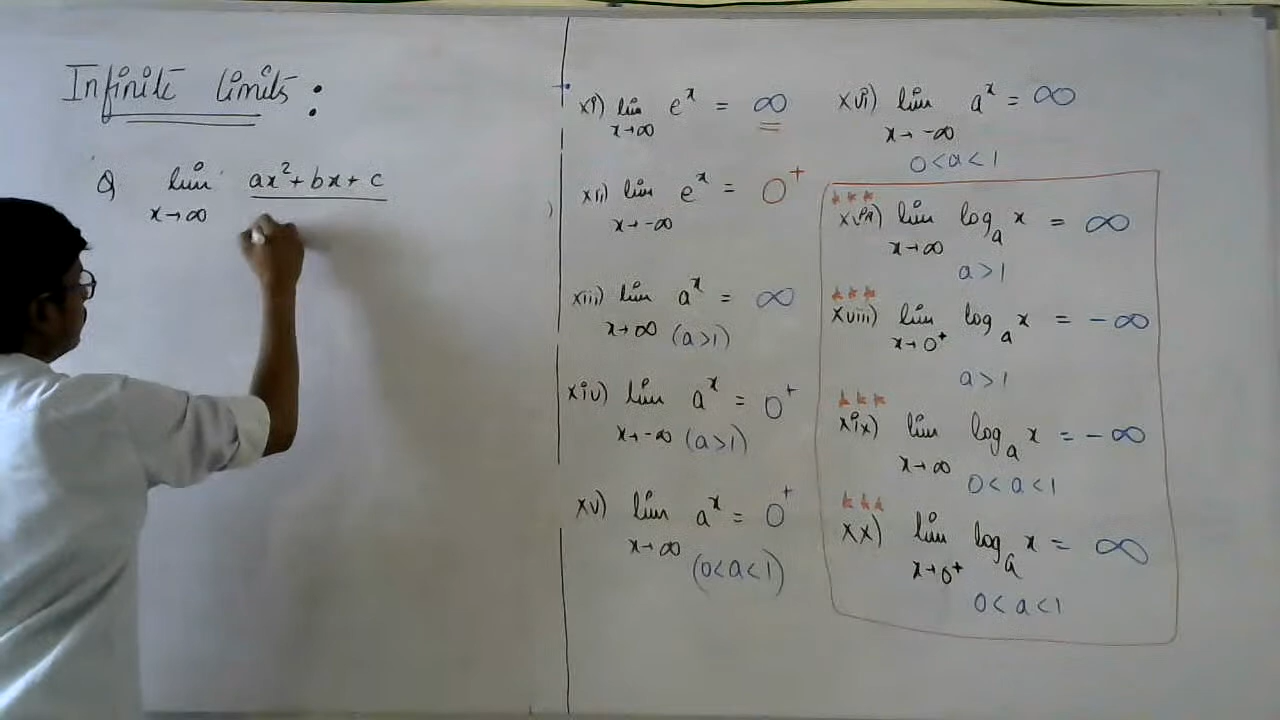 Infinite limits :
Q lim ax²+bx+c
x→∞
xi) lim eˣ = ∞
x→∞
xii) lim eˣ = 0⁺
x→-∞
xiii) lim aˣ = ∞
x→∞ (a>1)
xiv) lim aˣ = 0⁺
x→-∞ (a>1)
xv) lim aˣ = 0⁺
x→∞ (0<a<1)
xvi) lim aˣ = ∞
x→-∞
0<a<1
xvii) lim logₐ x = ∞
x→∞
a>1
xviii) lim logₐ x = -∞
x→0⁺
a>1
xix) lim logₐ x = -∞
x→∞
0<a<1
xx) lim logₐ x = ∞
x→0⁺
0<a<1